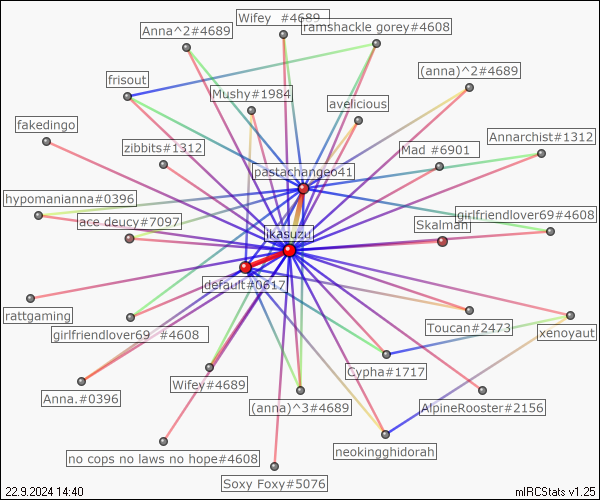 Wifey  #4689
Anna^2#4689
ramshackle gorey#4608
frisout
(anna)^2#4689
Mushy#1984
avelicious
fakedingo
zibbits#1312
Mad #6901
Annarchist#1312
pastachangeo41
hypomanianna#0396
ace deucy#7097
girlfriendlover69#4608
Skalman
ikasuzu
default#0617
rattgaming
girlfriendlover69  #4608
Toucan#2473
xenoyaut
Cypha#1717
Wifey#4689
Anna.#0396
(anna)^3#4689
AlpineRooster#2156
neokingghidorah
no cops no laws no hope#4608
Soxy Foxy#5076
22.9.2024 14:40
mIRCStats v1.25